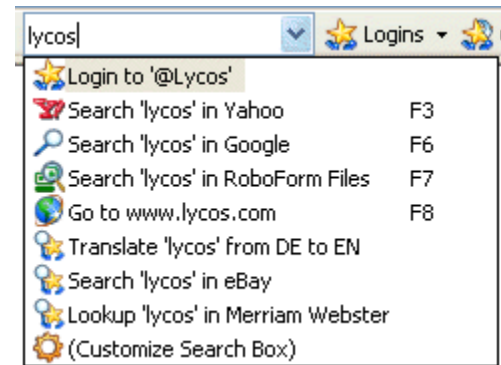 lycos Logins
Login to '@Lycos'
Search 'lycos' in Yahoo F3
Search 'lycos' in Google F6
Search 'lycos' in RoboForm Files F7
Go to www.lycos.com F8
Translate 'lycos' from DE to EN
Search 'lycos' in eBay
Lookup 'lycos' in Merriam Webster
(Customize Search Box)